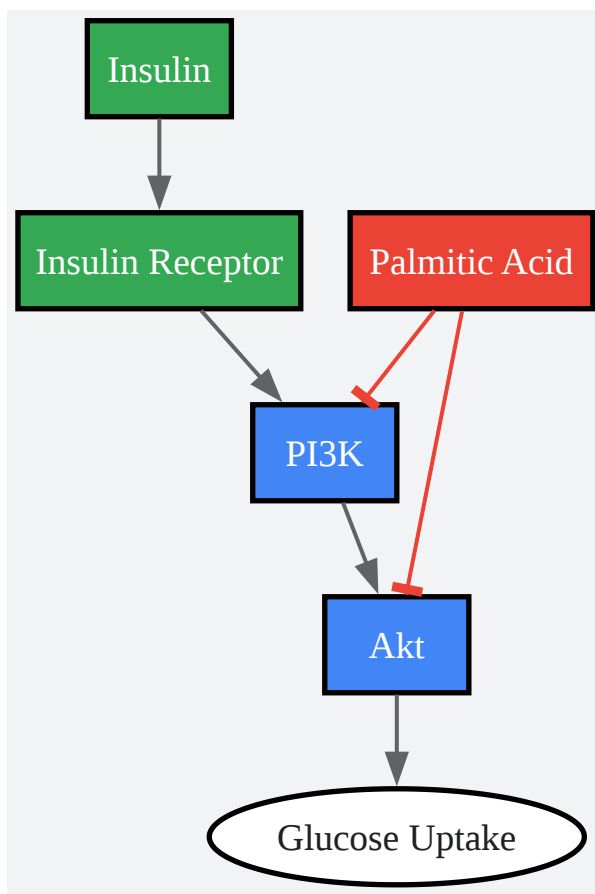 Insulin
Insulin Receptor
Palmitic Acid
PI3K
Akt
Glucose Uptake